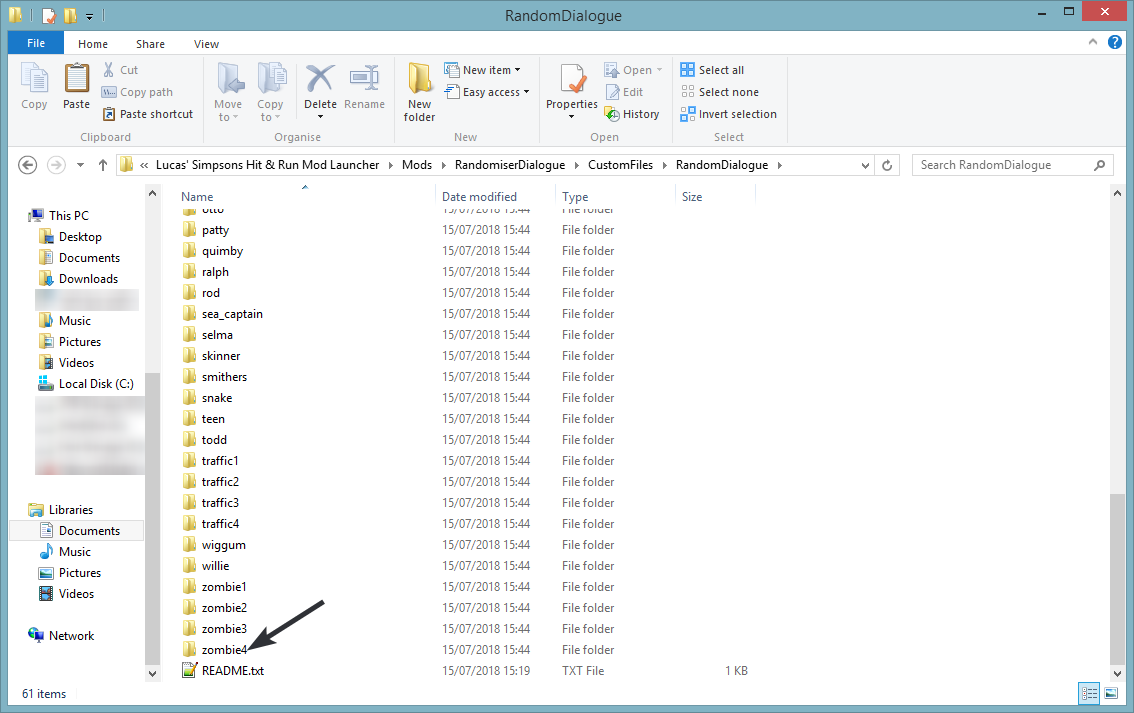 RandomDialogue
File Home Share View
Copy
Paste
Cut
Copy path
Paste shortcut
Clipboard
Move to
Copy to
Delete
Rename
Organise
New folder
New item
Easy access
New
Properties
Open
Edit
History
Open
Select all
Select none
Invert selection
Select
« Lucas' Simpsons Hit & Run Mod Launcher Mods RandomiserDialogue CustomFiles RandomDialogue
Search RandomDialogue
This PC
Desktop
Documents
Downloads
Music
Pictures
Videos
Local Disk (C:)
Libraries
Documents
Music
Pictures
Videos
Network
Name Date modified Type Size
otto 15/07/2018 15:44 File folder
patty 15/07/2018 15:44 File folder
quimby 15/07/2018 15:44 File folder
ralph 15/07/2018 15:44 File folder
rod 15/07/2018 15:44 File folder
sea_captain 15/07/2018 15:44 File folder
selma 15/07/2018 15:44 File folder
skinner 15/07/2018 15:44 File folder
smithers 15/07/2018 15:44 File folder
snake 15/07/2018 15:44 File folder
teen 15/07/2018 15:44 File folder
todd 15/07/2018 15:44 File folder
traffic1 15/07/2018 15:44 File folder
traffic2 15/07/2018 15:44 File folder
traffic3 15/07/2018 15:44 File folder
traffic4 15/07/2018 15:44 File folder
wiggum 15/07/2018 15:44 File folder
willie 15/07/2018 15:44 File folder
zombie1 15/07/2018 15:44 File folder
zombie2 15/07/2018 15:44 File folder
zombie3 15/07/2018 15:44 File folder
zombie4 15/07/2018 15:44 File folder
README.txt 15/07/2018 15:19 TXT File 1 KB
61 items